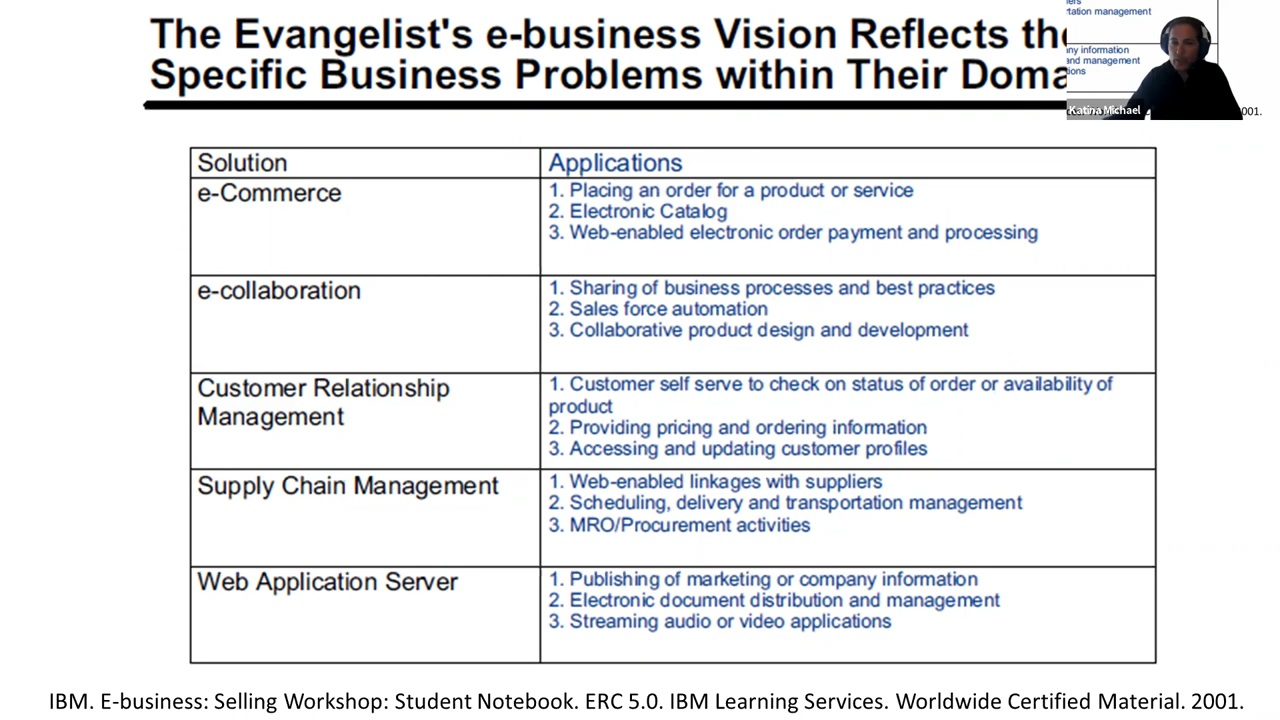 The Evangelist's e-business Vision Reflects the
Specific Business Problems within Their
Solution
Applications
e-Commerce
1. Placing an order for a product or service
2. Electronic Catalog
3. Web-enabled electronic order payment and processing
e-collaboration
1. Sharing of business processes and best practices
2. Sales force automation
3. Collaborative product design and development
Customer Relationship
Management
1. Customer self serve to check on status of order or availability of
product
2. Providing pricing and ordering information
3. Accessing and updating customer profiles
Supply Chain Management
1. Web-enabled linkages with suppliers
2. Scheduling, delivery and transportation management
3. MRO/Procurement activities
Web Application Server
1. Publishing of marketing or company information
2. Electronic document distribution and management
3. Streaming audio or video applications
management
information
management
Katina Michael
001.
IBM. E-business: Selling Workshop: Student Notebook. ERC 5.0. IBM Learning Services. Worldwide Certified Material. 2001.